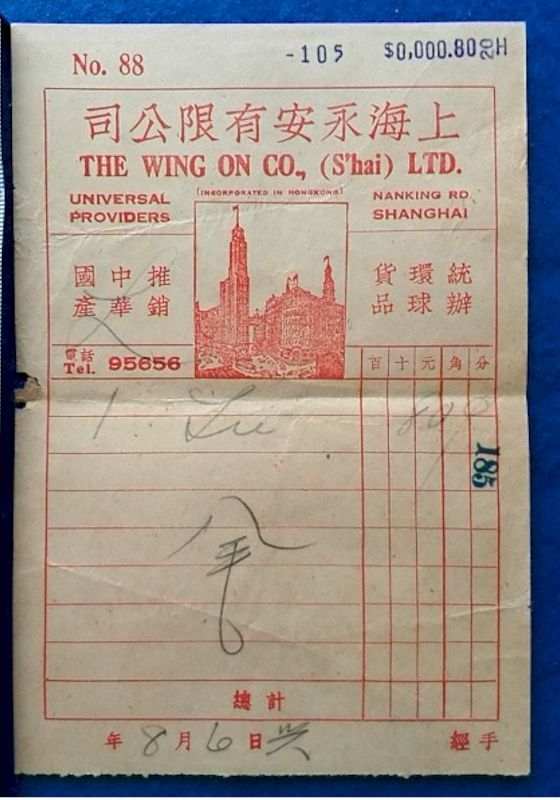 No. 88
-105 $0,000.80 20H
司公限有安永海上
THE WING ON CO., (S'hai) LTD.
[INCORPORATED IN HONGKONG]
UNIVERSAL
PROVIDERS
NANKING RD.
SHANGHAI
國中推
產華銷
貨環統
品球辦
電話
Tel. 95656
百十元角分
1
185
總計
年 8 月 6 日
經手